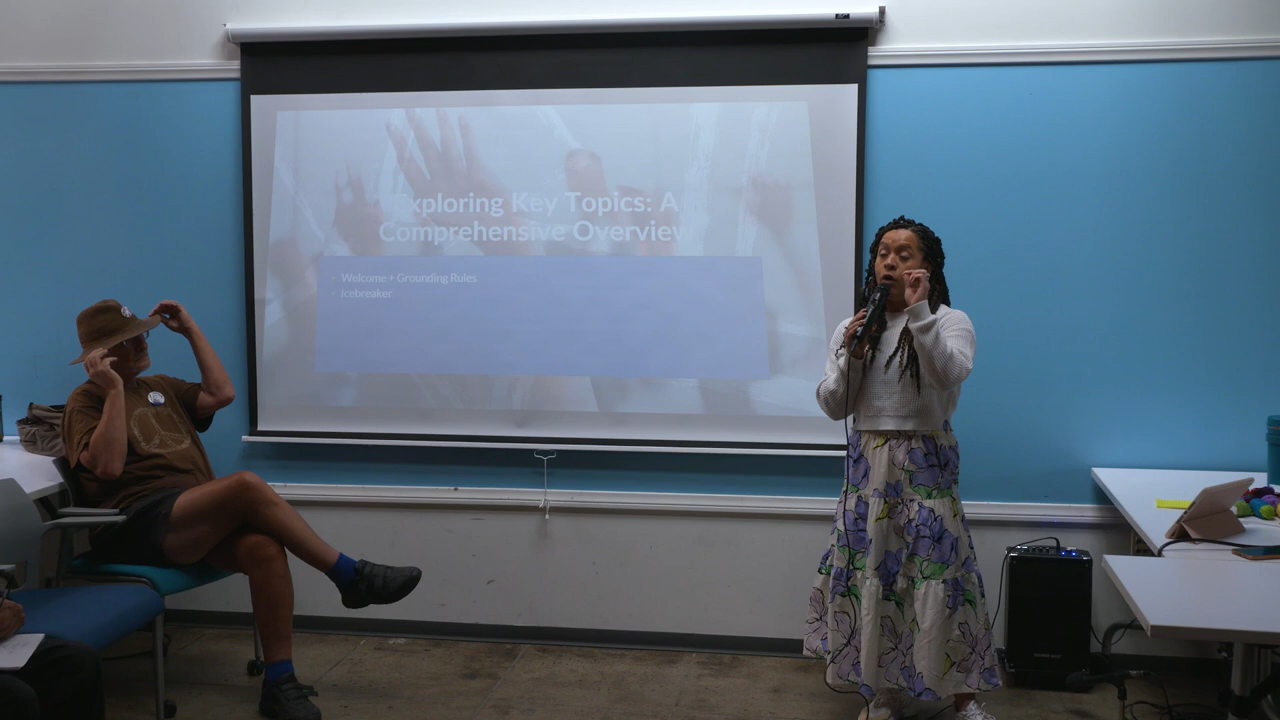 Exploring Key Topics: A
Comprehensive Overview
Welcome + Grounding Rules
Icebreaker